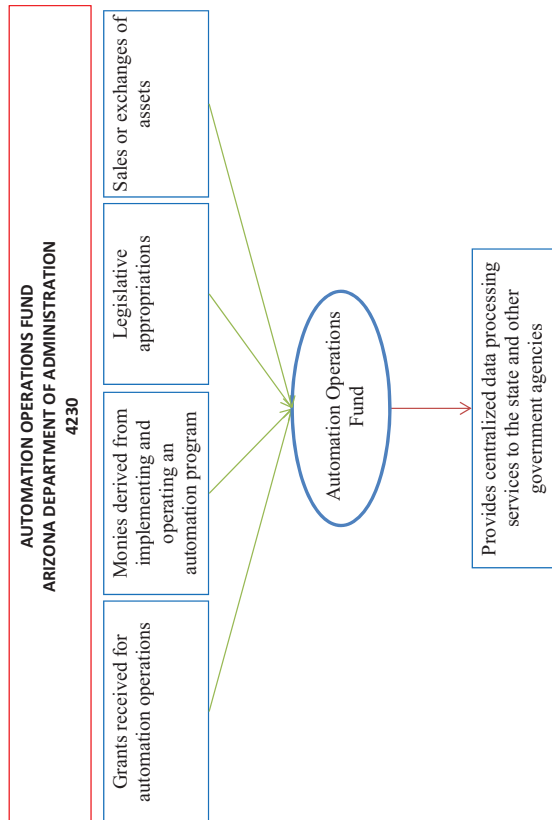 AUTOMATION OPERATIONS FUND
ARIZONA DEPARTMENT OF ADMINISTRATION
4230
Grants received for
automation operations
Monies derived from
implementing and
operating an
automation program
Legislative
appropriations
Sales or exchanges of
assets
Automation Operations
Fund
Provides centralized data processing
services to the state and other
government agencies